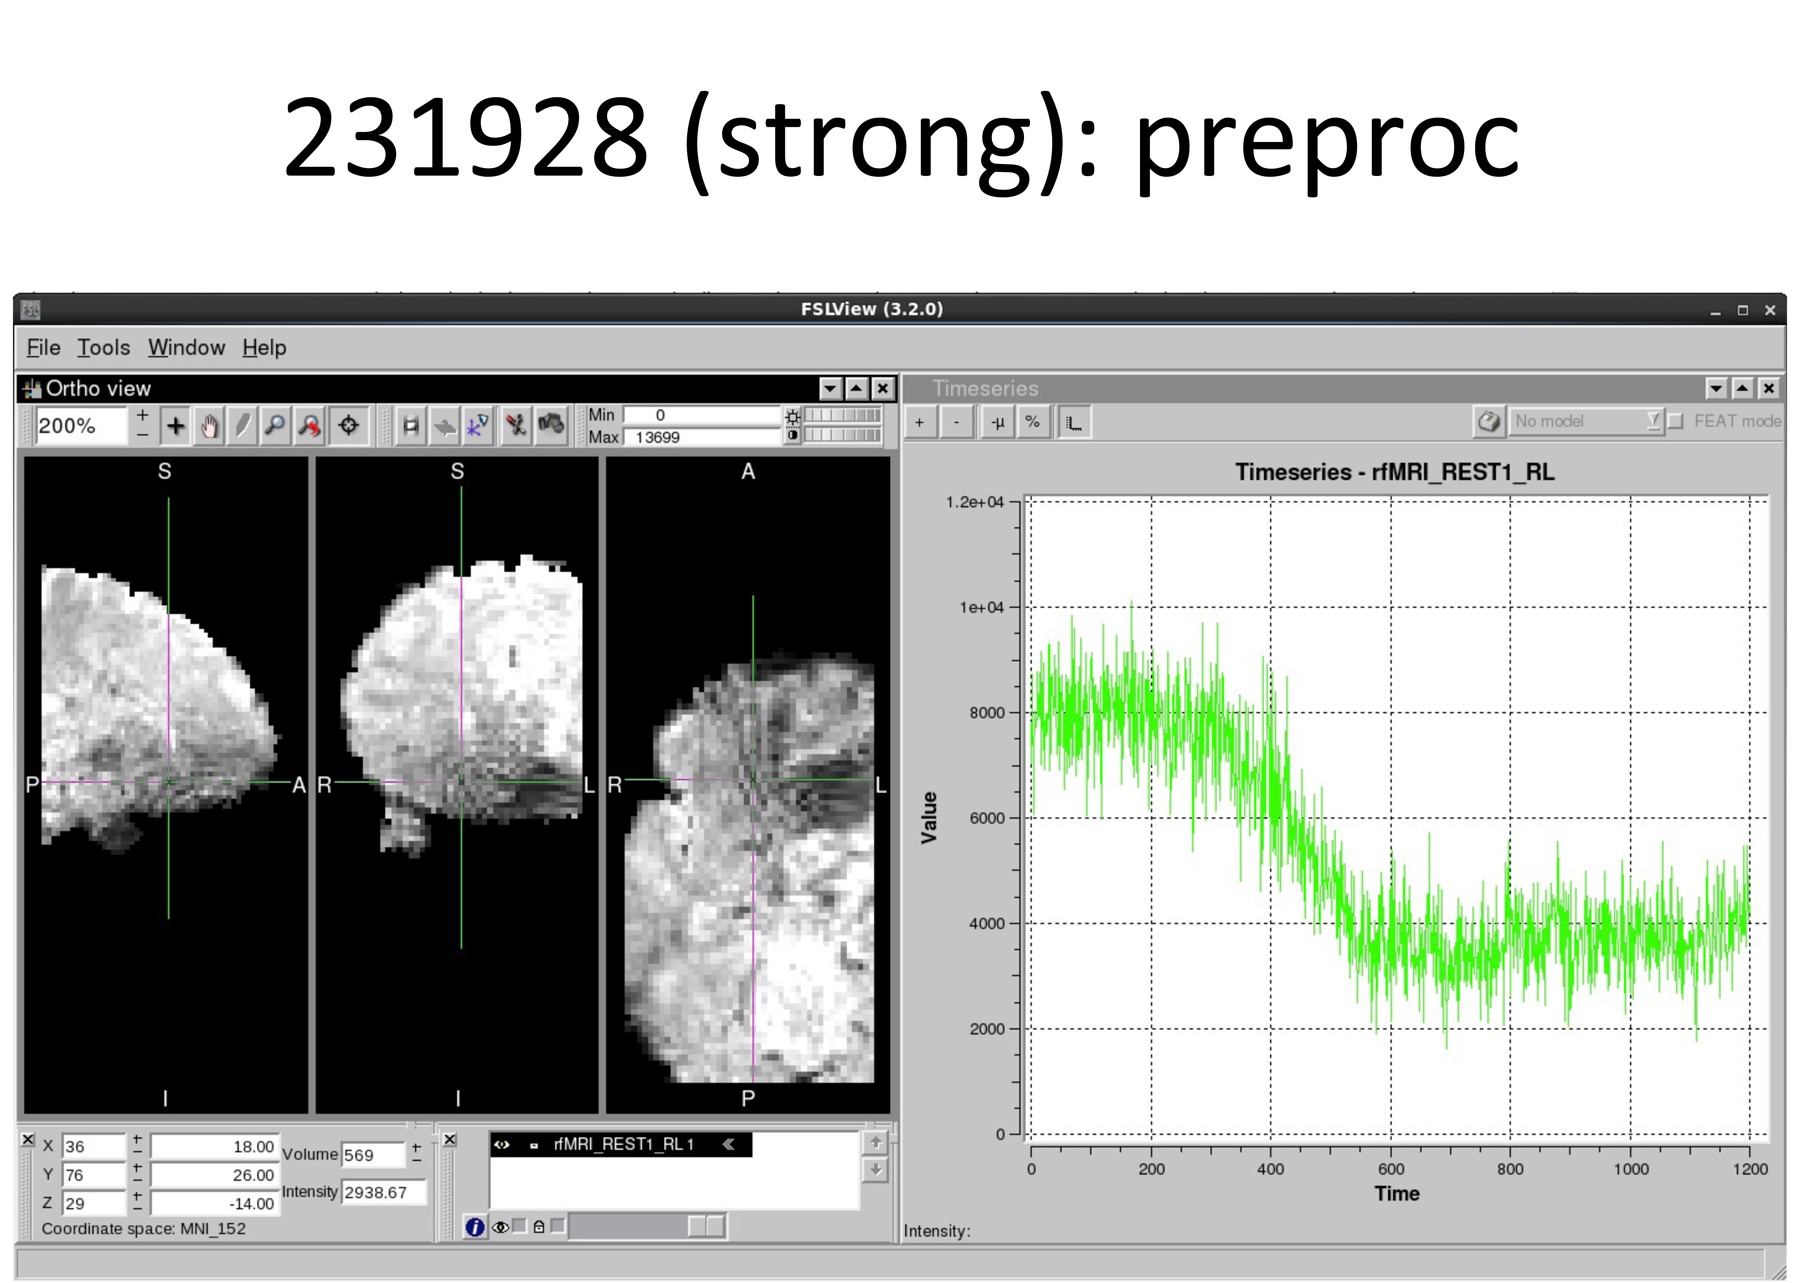 231928 (strong): preproc
FSLView (3.2.0)
File Tools Window Help
Ortho view
200%
+
-
Min 0
Max 13699
S
S
A
P
A
R
L
R
L
I
I
P
X 36 18.00
Y 76 26.00
Z 29 -14.00
Volume 569
Intensity 2938.67
Coordinate space: MNI_152
rfMRI_REST1_RL 1
Timeseries
+ - -µ %
No model
FEAT mode
Timeseries - rfMRI_REST1_RL
1.2e+04
1e+04
8000
6000
4000
2000
0
Value
0 200 400 600 800 1000 1200
Time
Intensity: